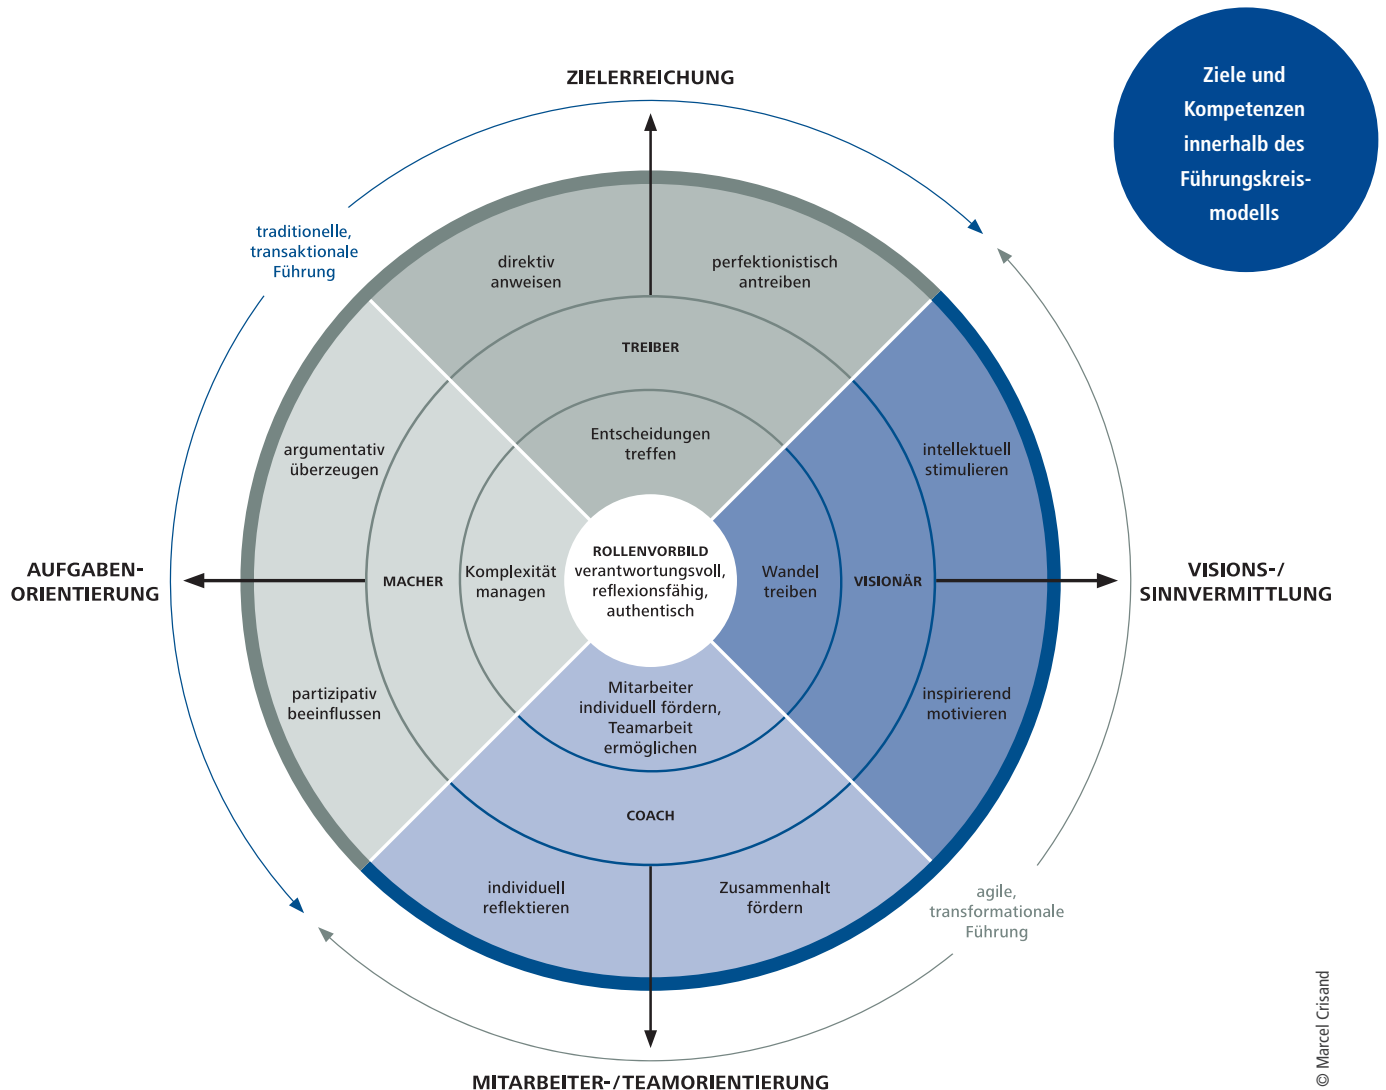 Ziele und
Kompetenzen
innerhalb des
Führungskreis-
modells
ZIELERREICHUNG
traditionelle,
transaktionale
Führung
direktiv
anweisen
perfektionistisch
antreiben
TREIBER
Entscheidungen
treffen
argumentativ
überzeugen
intellektuell
stimulieren
AUFGABEN-
ORIENTIERUNG
MACHER
Komplexität
managen
ROLLENVORBILD
verantwortungsvoll,
reflexionsfähig,
authentisch
Wandel
treiben
VISIONÄR
VISIONS-/
SINNVERMITTLUNG
partizipativ
beeinflussen
Mitarbeiter
individuell fördern,
Teamarbeit
ermöglichen
inspirierend
motivieren
COACH
individuell
reflektieren
Zusammenhalt
fördern
agile,
transformationale
Führung
MITARBEITER-/TEAMORIENTIERUNG
© Marcel Crisand